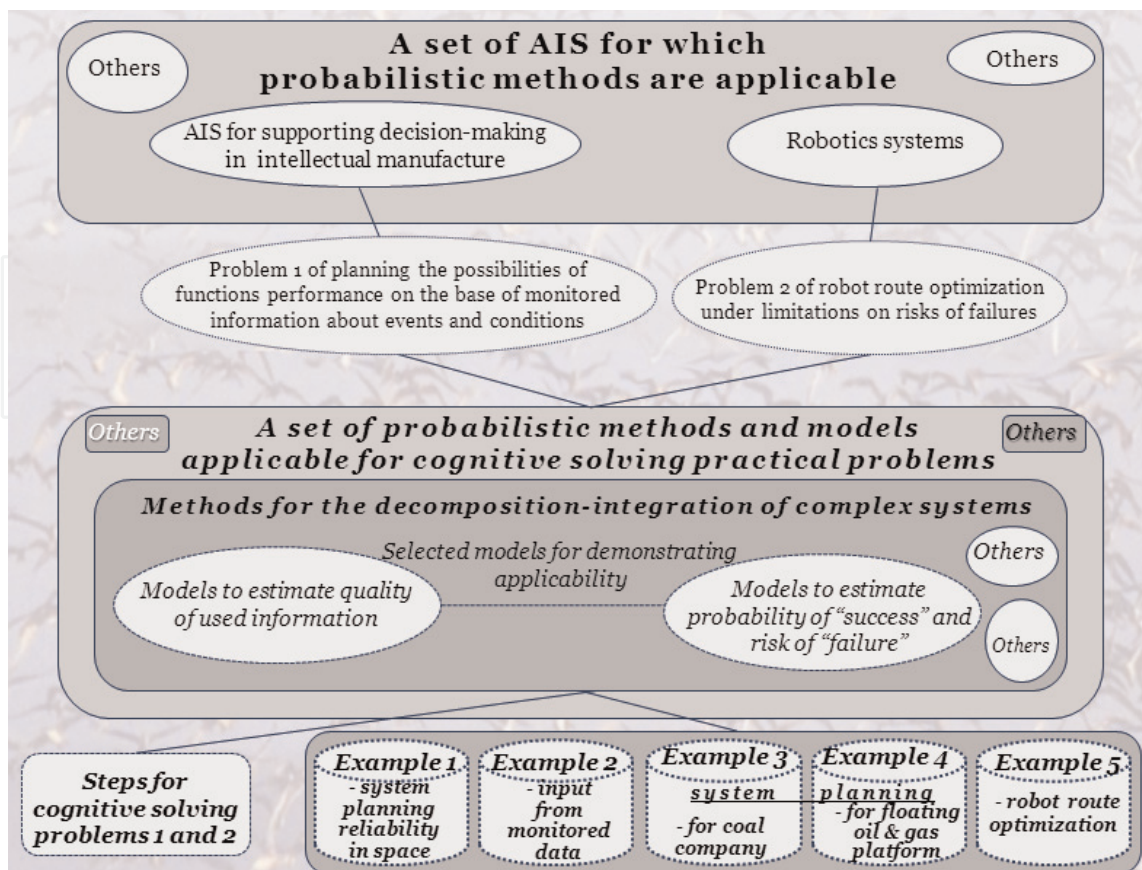 A set of AIS for which
probabilistic methods are applicable
Others
Others
AIS for supporting decision-making
in intellectual manufacture
Robotics systems
Problem 1 of planning the possibilities of
functions performance on the base of monitored
information about events and conditions
Problem 2 of robot route optimization
under limitations on risks of failures
Others
A set of probabilistic methods and models
applicable for cognitive solving practical problems
Others
Methods for the decomposition-integration of complex systems
Selected models for demonstrating
applicability
Models to estimate quality
of used information
Models to estimate
probability of “success” and
risk of “failure”
Others
Others
Steps for
cognitive solving
problems 1 and 2
Example 1
- system
planning
reliability
in space
Example 2
- input
from
monitored
data
Example 3
Example 4
system planning
- for coal
company
- for floating
oil & gas
platform
Example 5
- robot route
optimization